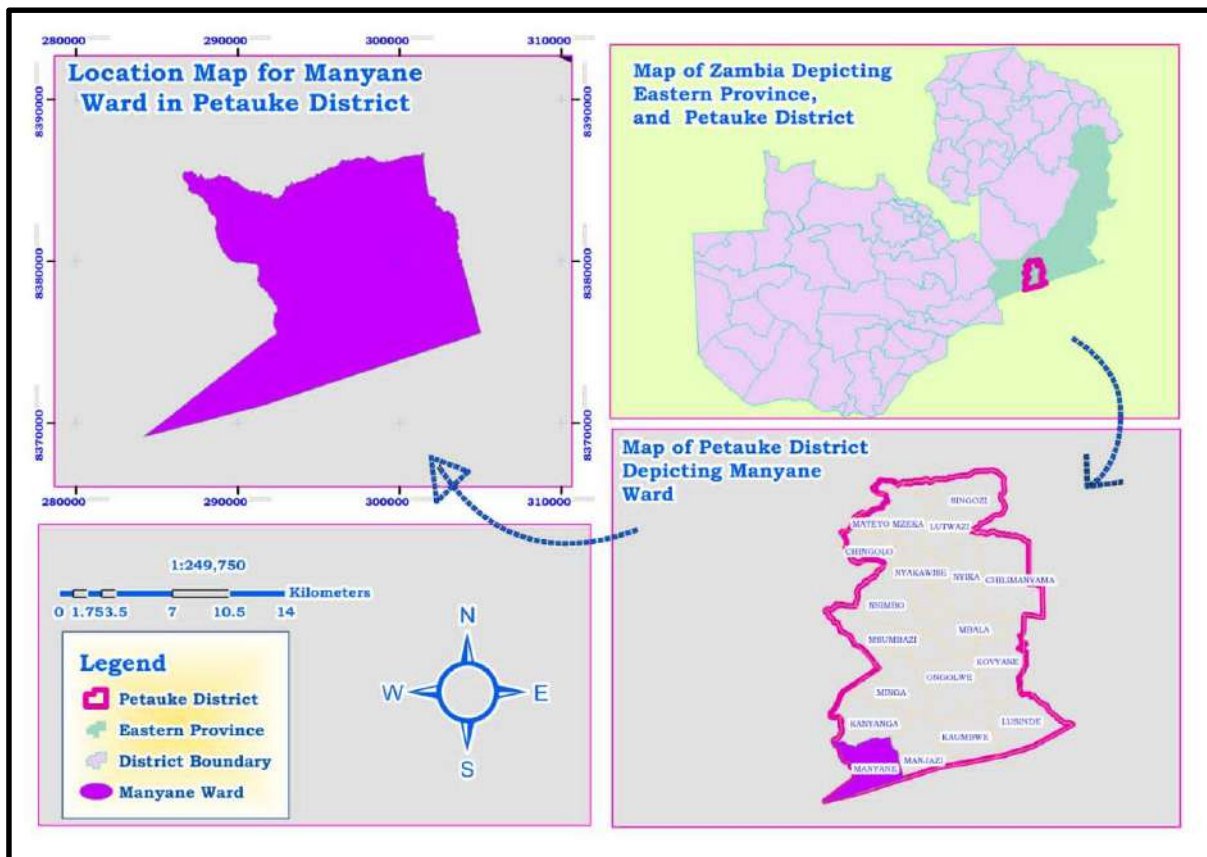 280000 290000 300000 310000
Location Map for Manyane
Ward in Petauke District
8390000
8390000
8380000
8380000
8370000
8370000
280000 290000 300000 310000
Map of Zambia Depicting
Eastern Province,
and Petauke District
Map of Petauke District
Depicting Manyane
Ward
SINGOZI
MATEYO MZEKA LUTWAZI
CHINGOLO
NYAKAWISE NYIKA CHILIMANYAMA
NSIMBO
MBALA
MSUMBAZI
KOVYANE
ONGOLWE
MINGA
LUSINDE
KANYANGA
KAUMBWE
MANJAZI
MANYANE
1:249,750
Kilometers
0 1.75 3.5 7 10.5 14
Legend
Petauke District
Eastern Province
District Boundary
Manyane Ward
N
W E
S